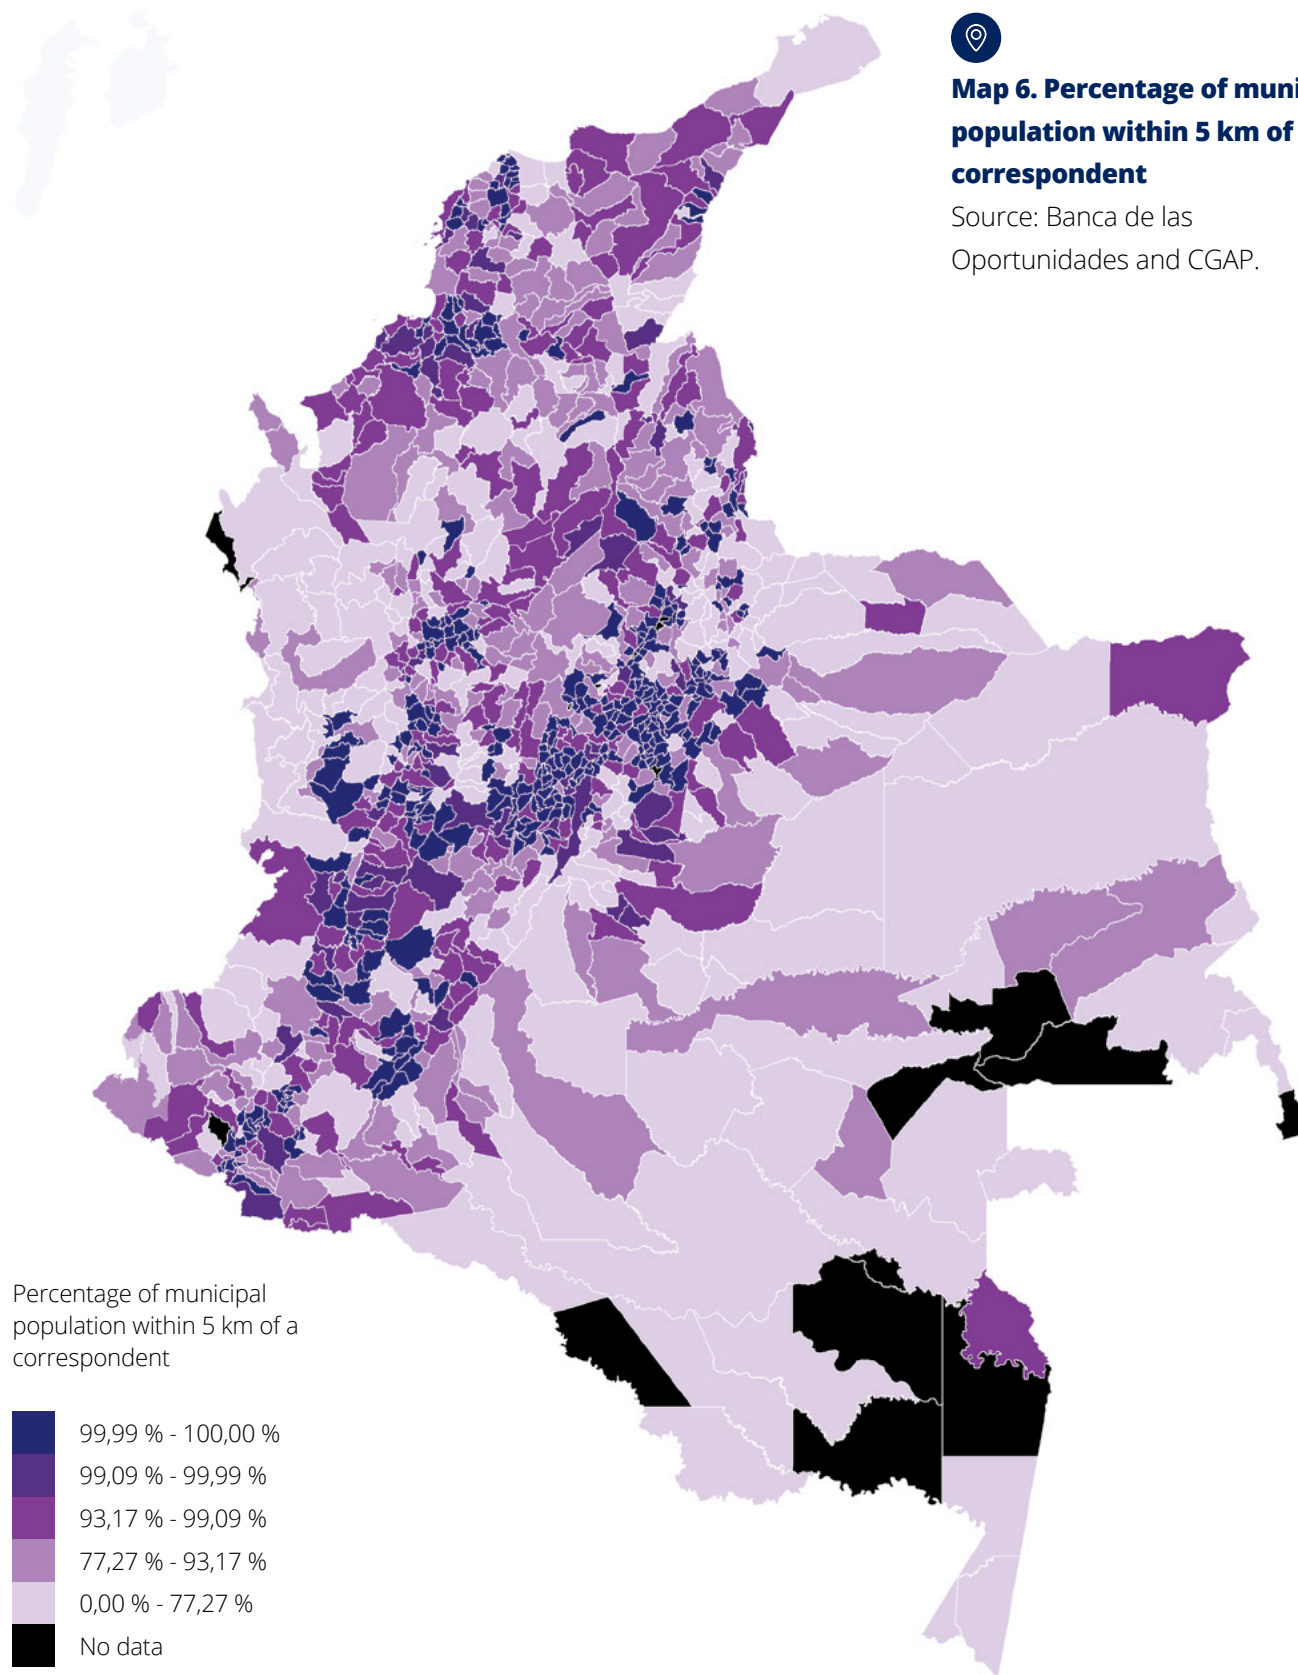 Map 6. Percentage of muni
population within 5 km of
correspondent
Source: Banca de las
Oportunidades and CGAP.
Percentage of municipal
population within 5 km of a
correspondent
99,99 % - 100,00 %
99,09 % - 99,99 %
93,17 % - 99,09 %
77,27 % - 93,17 %
0,00 % - 77,27 %
No data